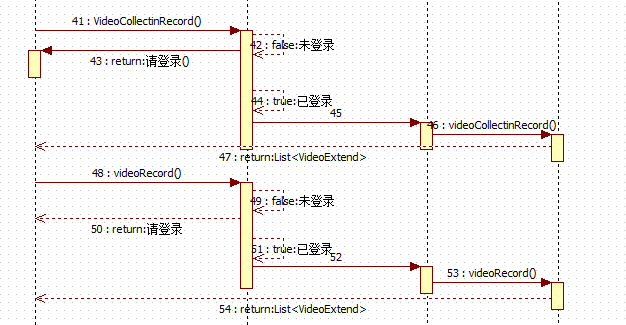 41 : VideoCollectinRecord()
42 : false:未登录
43 : return:请登录()
44 : true:已登录
45
46 : videoCollectinRecord()
47 : return:List<VideoExtend>
48 : videoRecord()
49 : false:未登录
50 : return:请登录
51 : true:已登录
52
53 : videoRecord()
54 : return:List<VideoExtend>